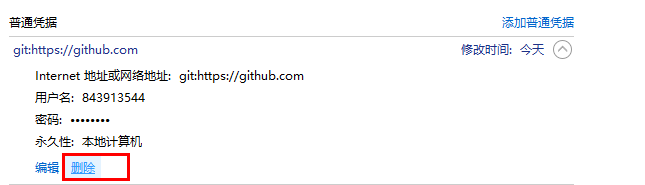 普通凭据 添加普通凭据
git:https://github.com 修改时间: 今天
Internet 地址或网络地址: git:https://github.com
用户名: 843913544
密码: ••••••••
永久性: 本地计算机
编辑 删除